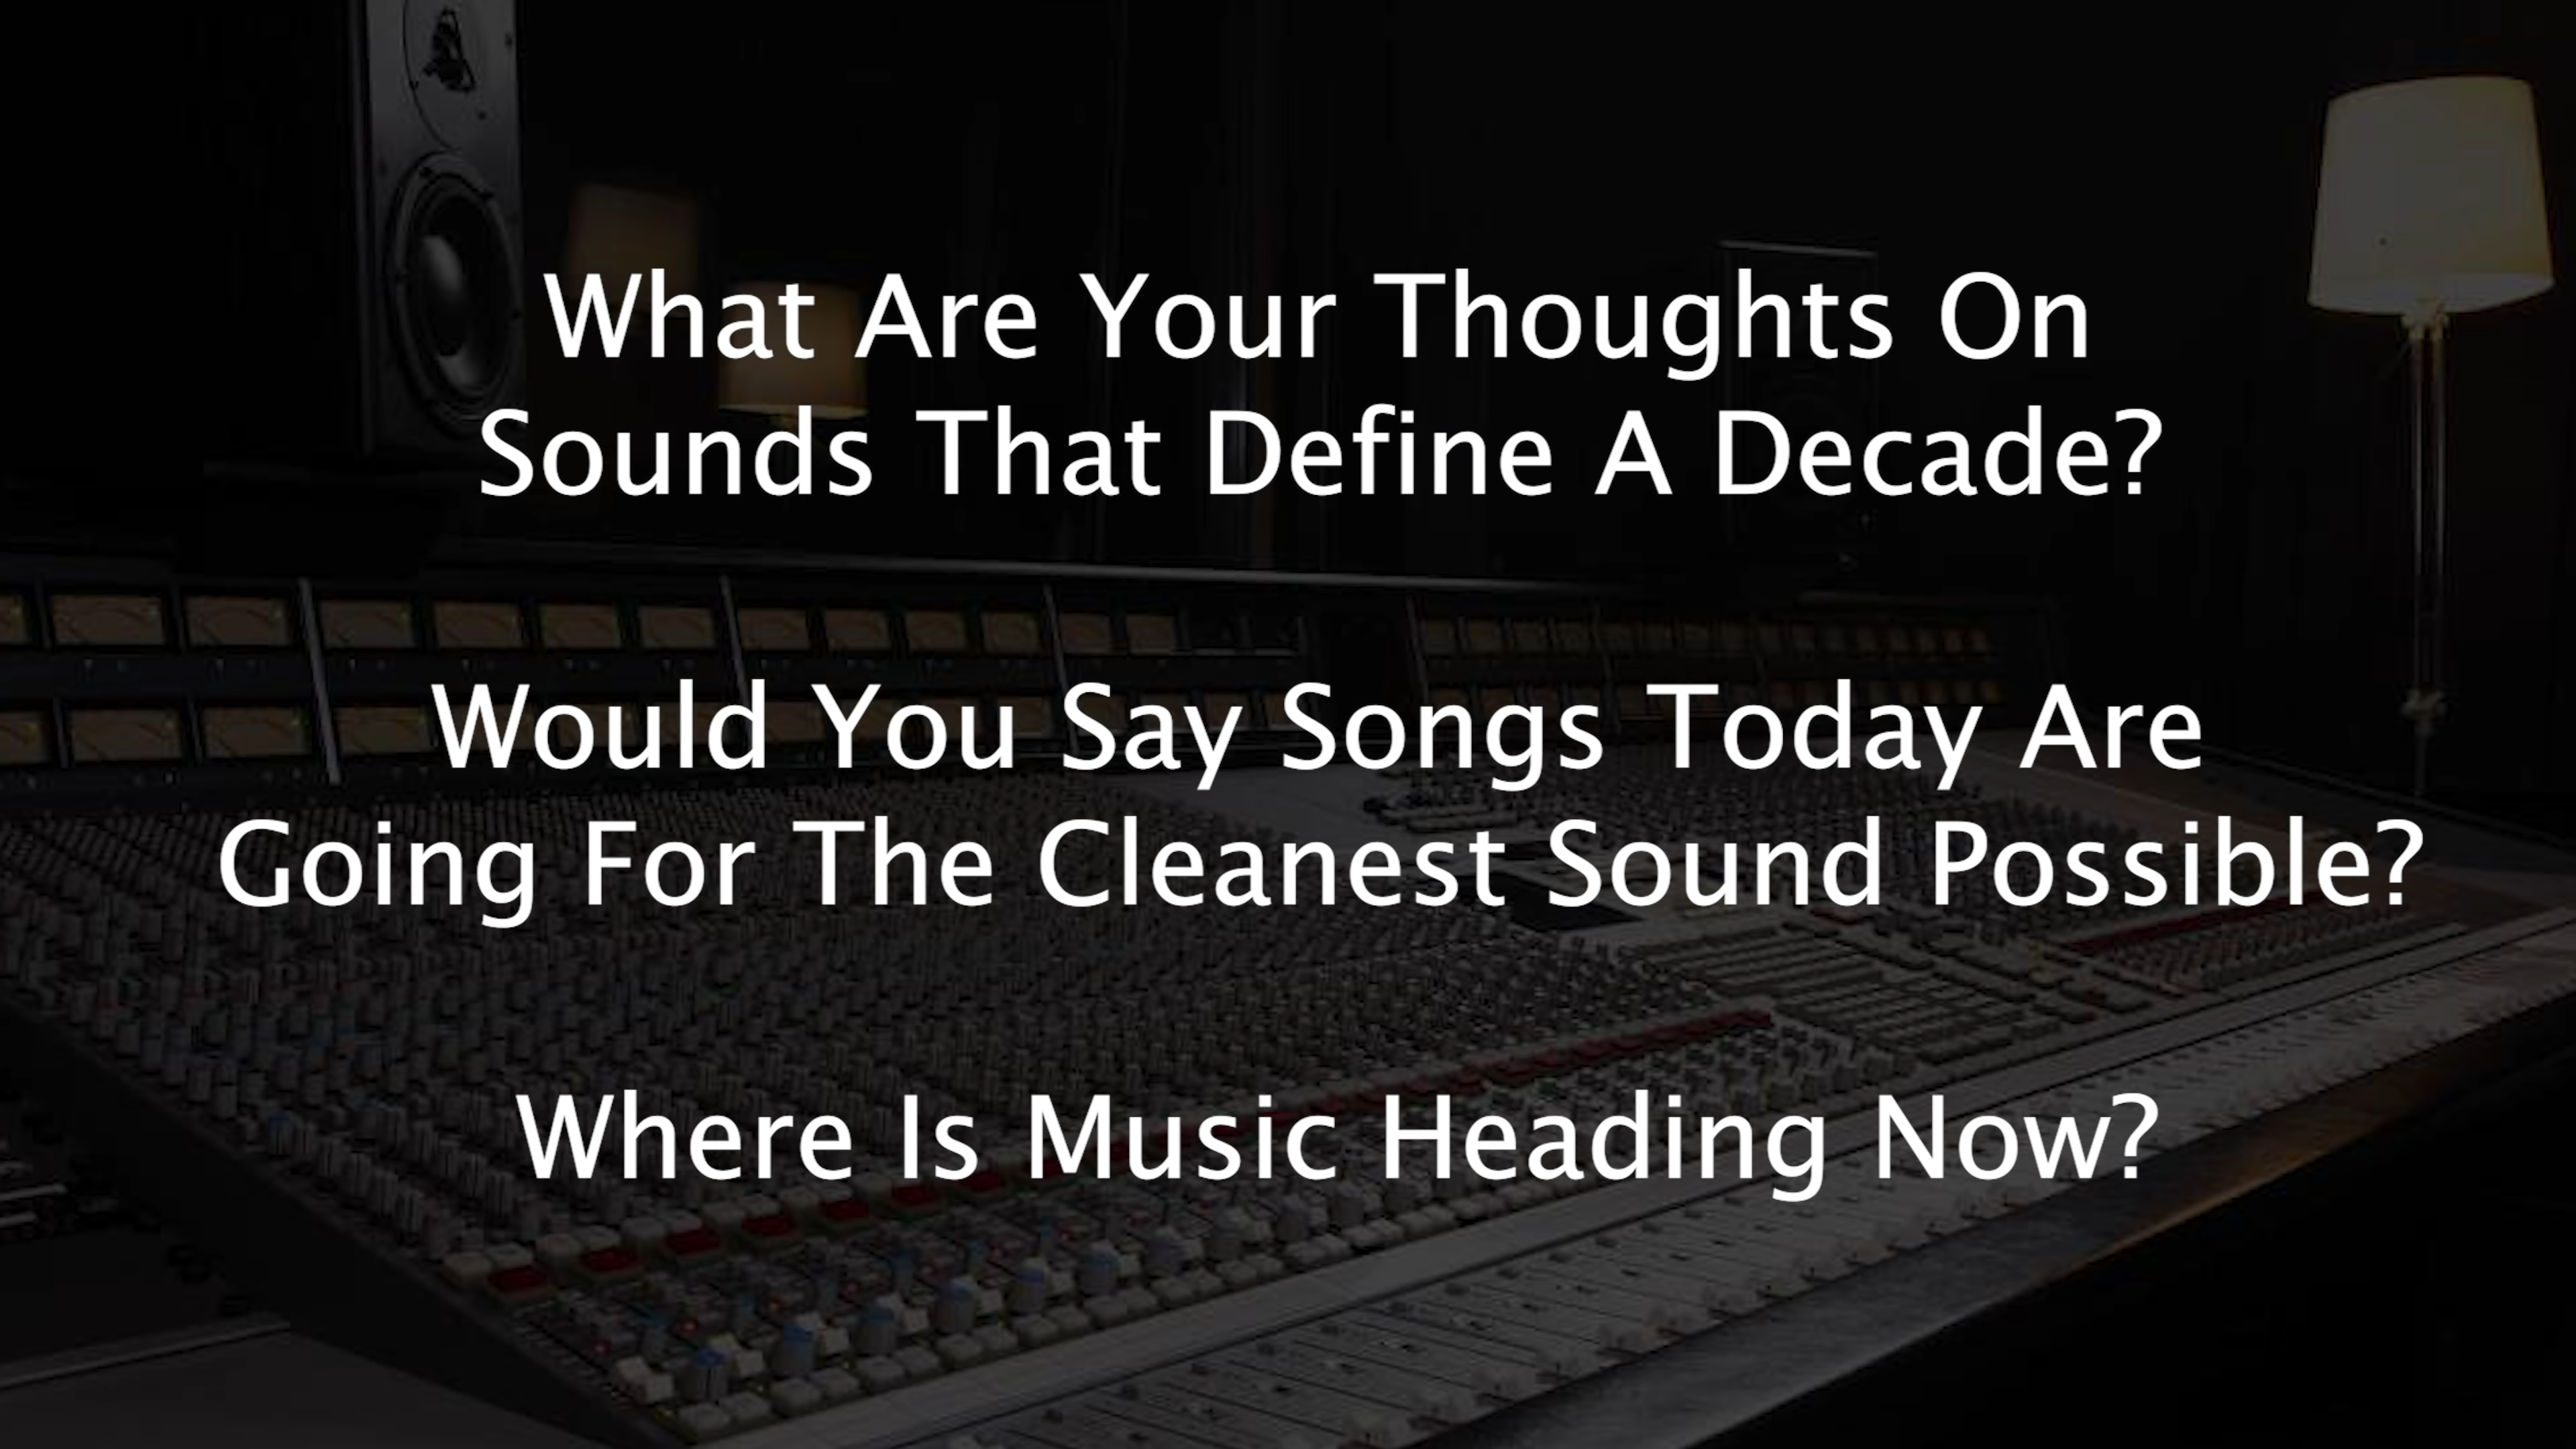 What Are Your Thoughts On
Sounds That Define A Decade?
Would You Say Songs Today Are
Going For The Cleanest Sound Possible?
Where Is Music Heading Now?